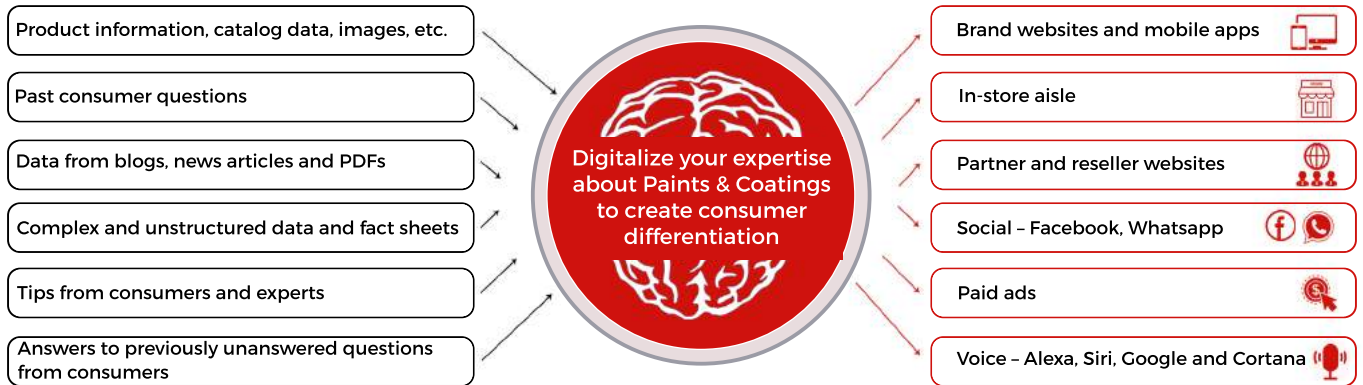 Product information, catalog data, images, etc.
Past consumer questions
Data from blogs, news articles and PDFs
Complex and unstructured data and fact sheets
Tips from consumers and experts
Answers to previously unanswered questions
from consumers
Digitalize your expertise
about Paints & Coatings
to create consumer
differentiation
Brand websites and mobile apps
In-store aisle
Partner and reseller websites
Social – Facebook, Whatsapp
Paid ads
Voice – Alexa, Siri, Google and Cortana